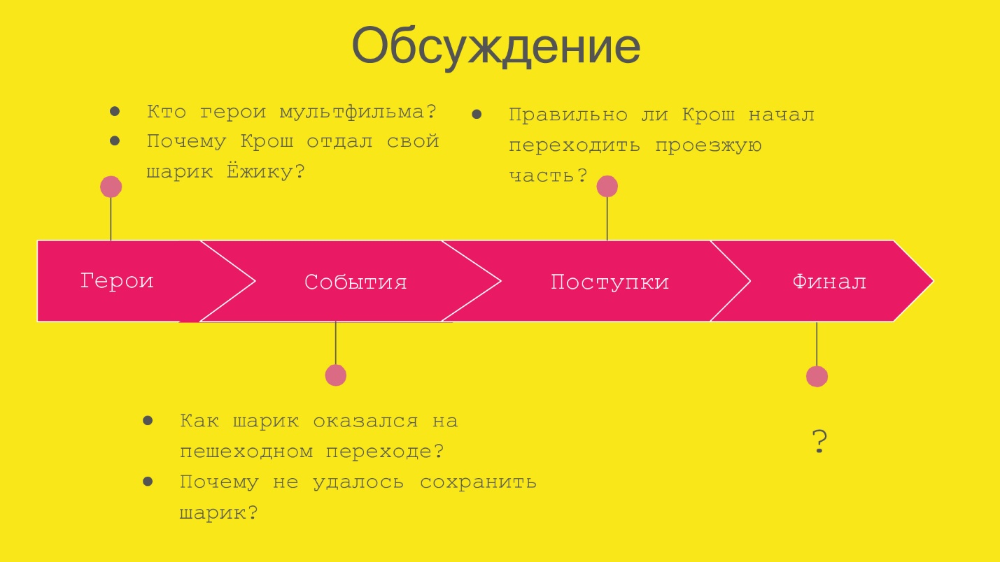 Обсуждение
● Кто герои мультфильма?
● Почему Крош отдал свой
шарик Ёжику?
● Правильно ли Крош начал
переходить проезжую
часть?
Герои
События
Поступки
Финал
● Как шарик оказался на
пешеходном переходе?
● Почему не удалось сохранить
шарик?
?